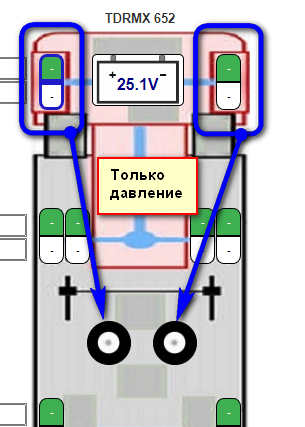 TDRMX 652
+ −
25.1V
- -
- -
Только
давление
- - - -
- - - -
- -